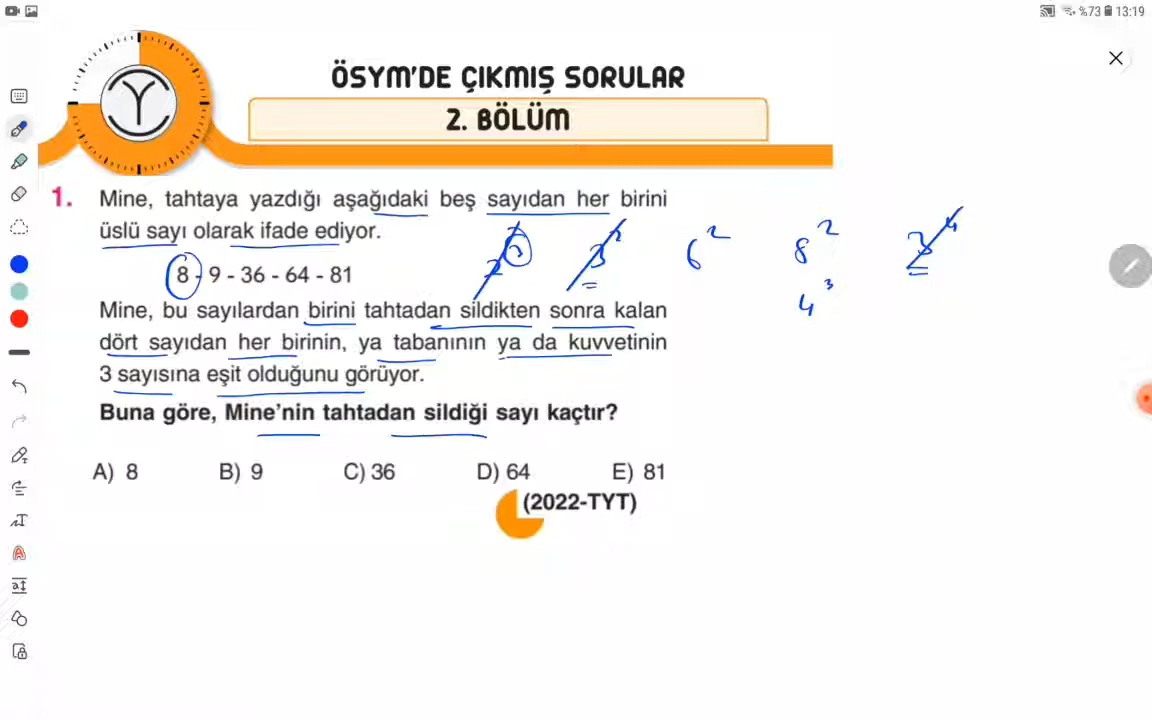 %73 13:19
ÖSYM'DE ÇIKMIŞ SORULAR
2. BÖLÜM
1. Mine, tahtaya yazdığı aşağıdaki beş sayıdan her birini
üslü sayı olarak ifade ediyor.
8 - 9 - 36 - 64 - 81
2³ 3² 6² 8² 3⁴
4³
Mine, bu sayılardan birini tahtadan sildikten sonra kalan
dört sayıdan her birinin, ya tabanının ya da kuvvetinin
3 sayısına eşit olduğunu görüyor.
Buna göre, Mine'nin tahtadan sildiği sayı kaçtır?
A) 8 B) 9 C) 36 D) 64 E) 81
(2022-TYT)